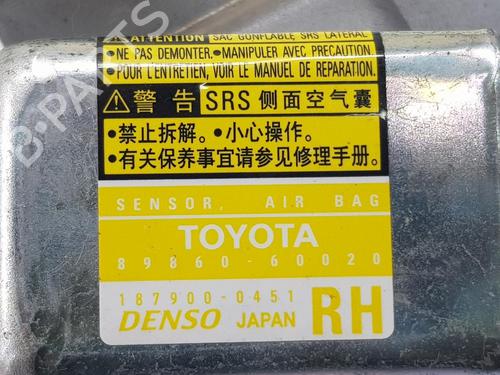 ATTENTION SAC GONFLABLE SRS LATERAL
•NE PAS DEMONTER. •MANIPULER AVEC PRECAUTION.
•POUR L'ENTRETIEN, VOIR LE MANUEL DE REPARATION.
警告 SRS 侧面空气囊
•禁止拆解。•小心操作。
•有关保养事宜请参见修理手册。
SENSOR, AIR BAG
TOYOTA
89860-60020
187900-0451
DENSO JAPAN RH
B-PARTS